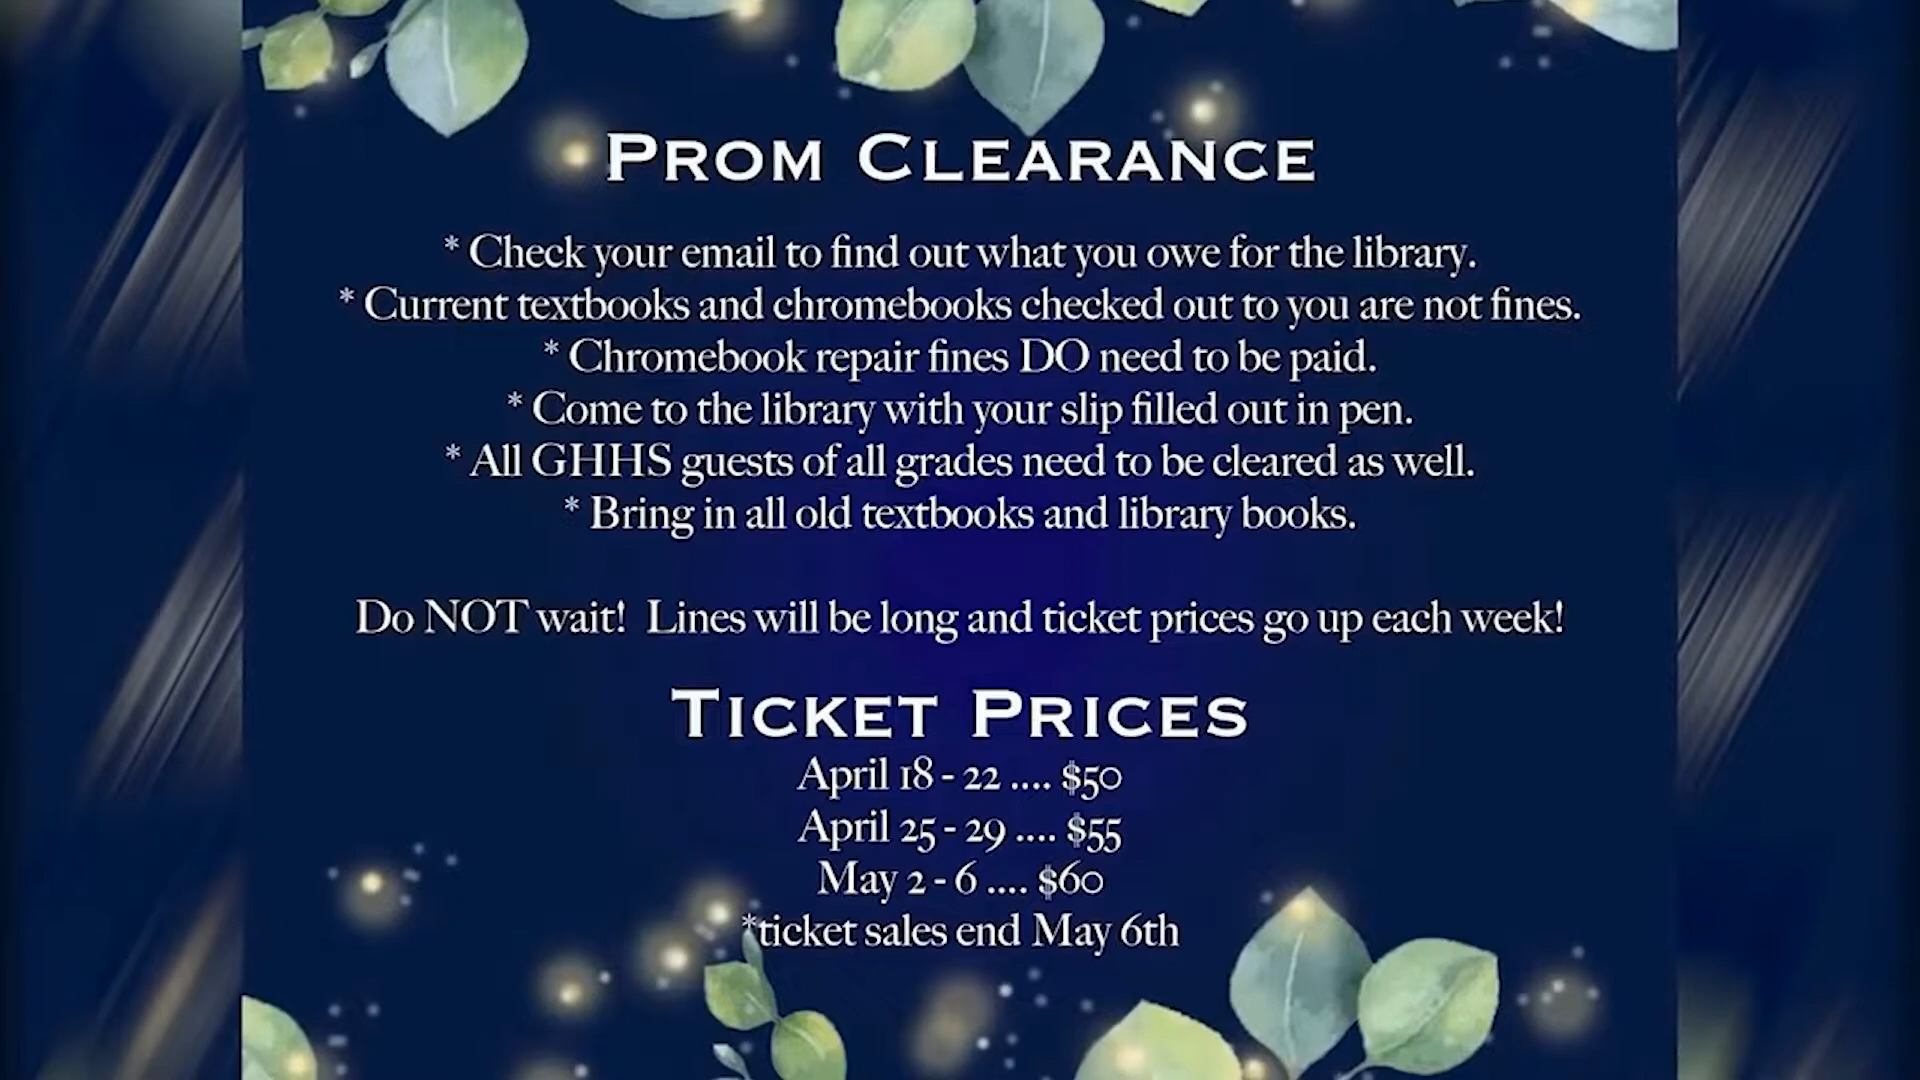 PROM CLEARANCE
* Check your email to find out what you owe for the library.
* Current textbooks and chromebooks checked out to you are not fines.
* Chromebook repair fines DO need to be paid.
* Come to the library with your slip filled out in pen.
* All GHHS guests of all grades need to be cleared as well.
* Bring in all old textbooks and library books.
Do NOT wait!  Lines will be long and ticket prices go up each week!
TICKET PRICES
April 18 - 22 .... $50
April 25 - 29 .... $55
May 2 - 6 .... $60
*ticket sales end May 6th